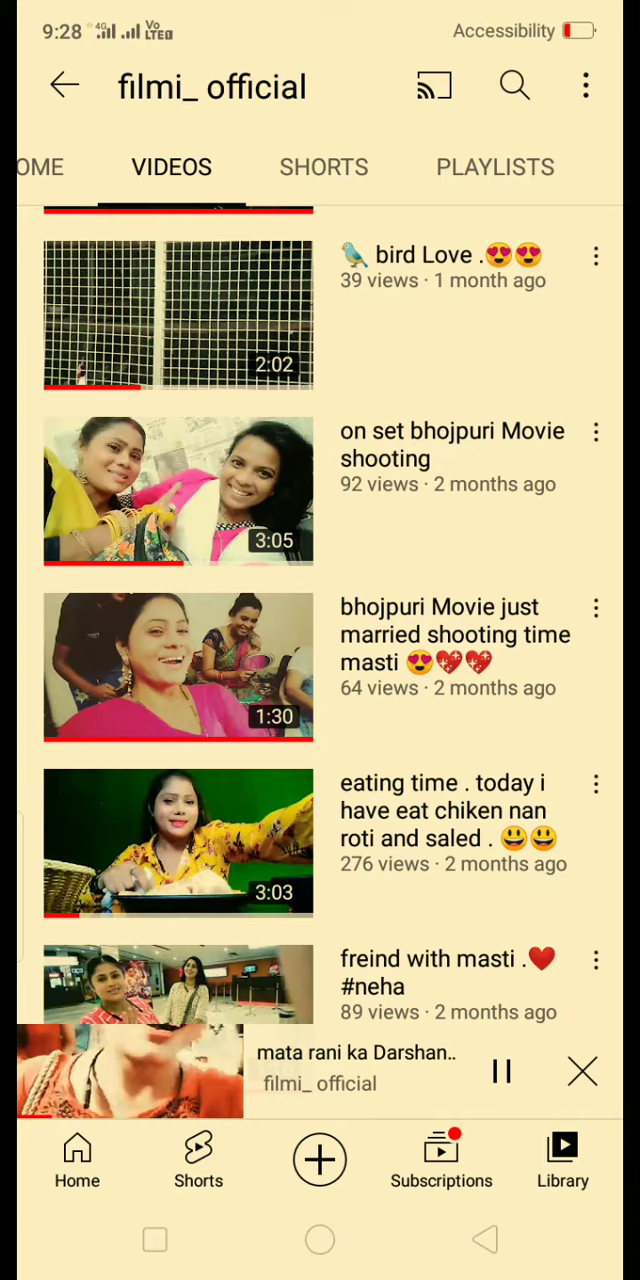 9:28 4G Vo LTE Accessibility
filmi_ official
OME VIDEOS SHORTS PLAYLISTS
🦜 bird Love .😍😍
39 views · 1 month ago
2:02
on set bhojpuri Movie
shooting
92 views · 2 months ago
3:05
bhojpuri Movie just
married shooting time
masti 😍💖💖
64 views · 2 months ago
1:30
eating time . today i
have eat chiken nan
roti and saled . 😃😃
276 views · 2 months ago
3:03
freind with masti .❤️
#neha
89 views · 2 months ago
mata rani ka Darshan..
filmi_ official
Home Shorts Subscriptions Library